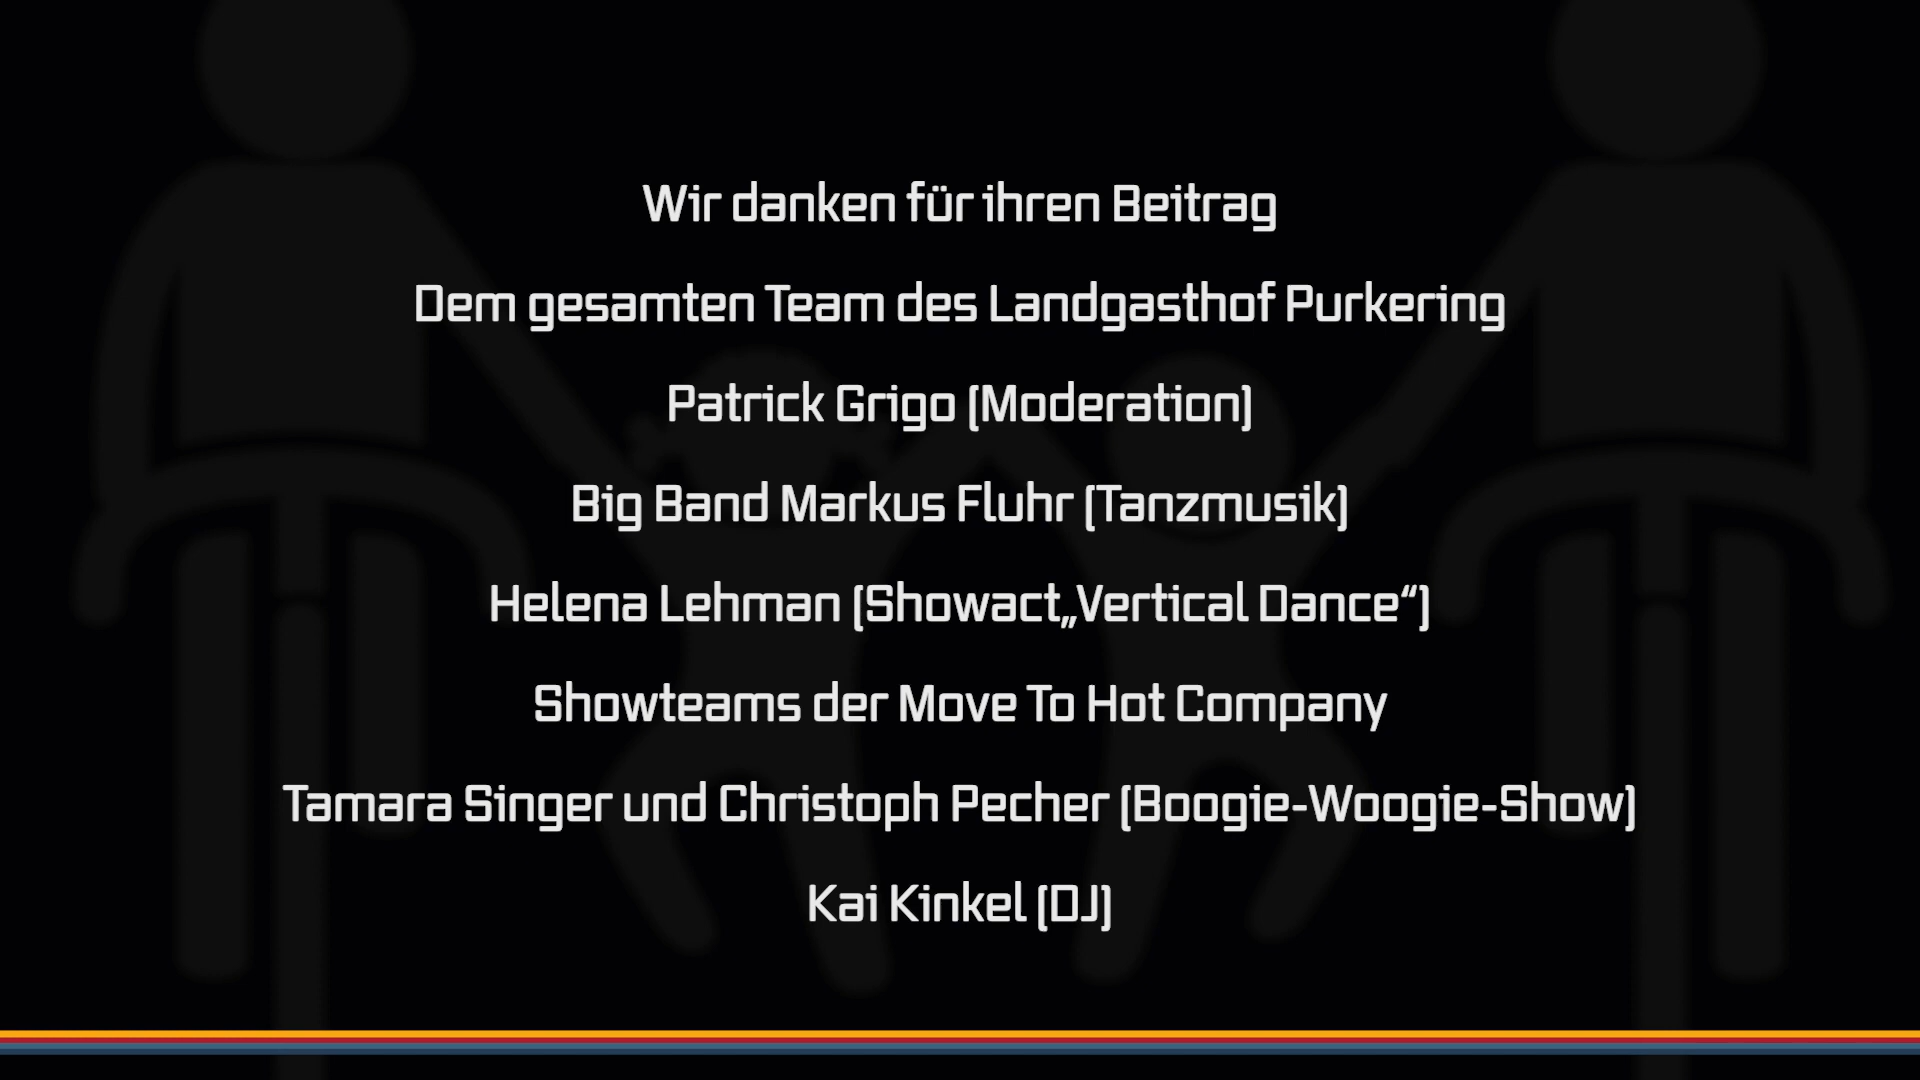 Wir danken für ihren Beitrag
Dem gesamten Team des Landgasthof Purkering
Patrick Grigo (Moderation)
Big Band Markus Fluhr (Tanzmusik)
Helena Lehman (Showact„Vertical Dance“)
Showteams der Move To Hot Company
Tamara Singer und Christoph Pecher (Boogie-Woogie-Show)
Kai Kinkel (DJ)